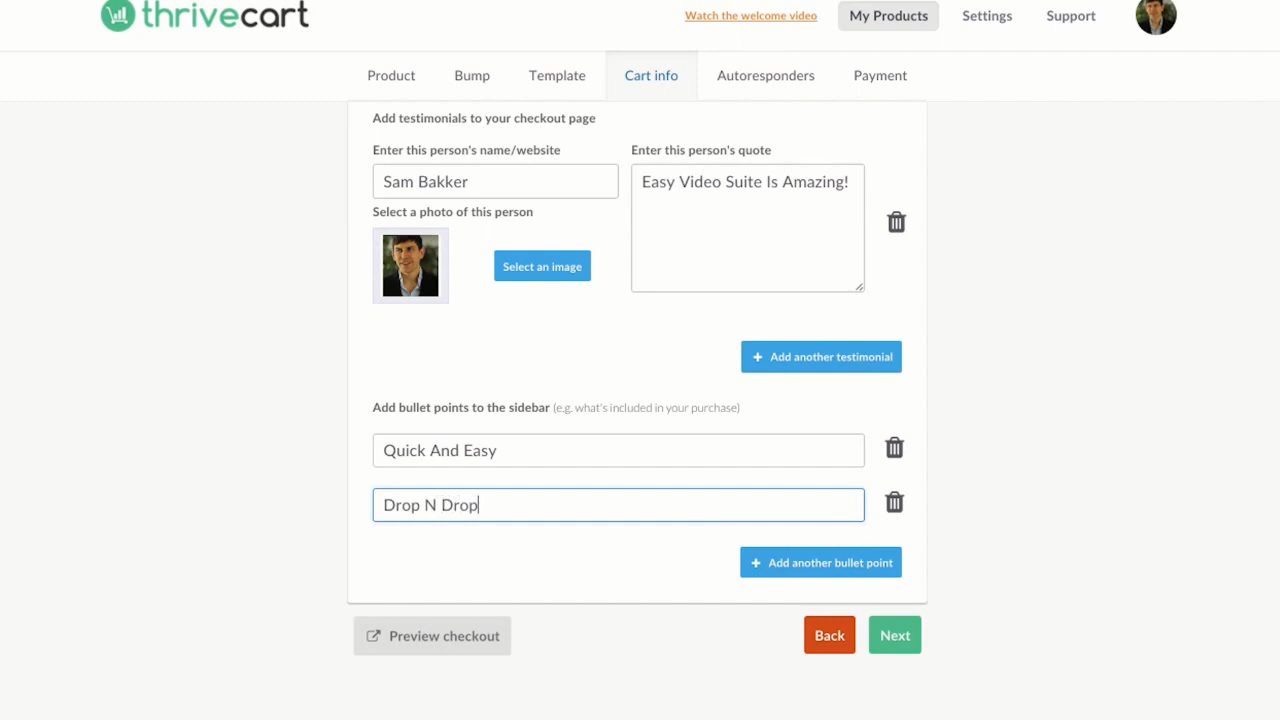 thrivecart
Watch the welcome video
My Products
Settings
Support
Product
Bump
Template
Cart info
Autoresponders
Payment
Add testimonials to your checkout page
Enter this person's name/website
Enter this person's quote
Sam Bakker
Easy Video Suite Is Amazing!
Select a photo of this person
Select an image
+ Add another testimonial
Add bullet points to the sidebar (e.g. what's included in your purchase)
Quick And Easy
Drop N Drop
+ Add another bullet point
Preview checkout
Back
Next